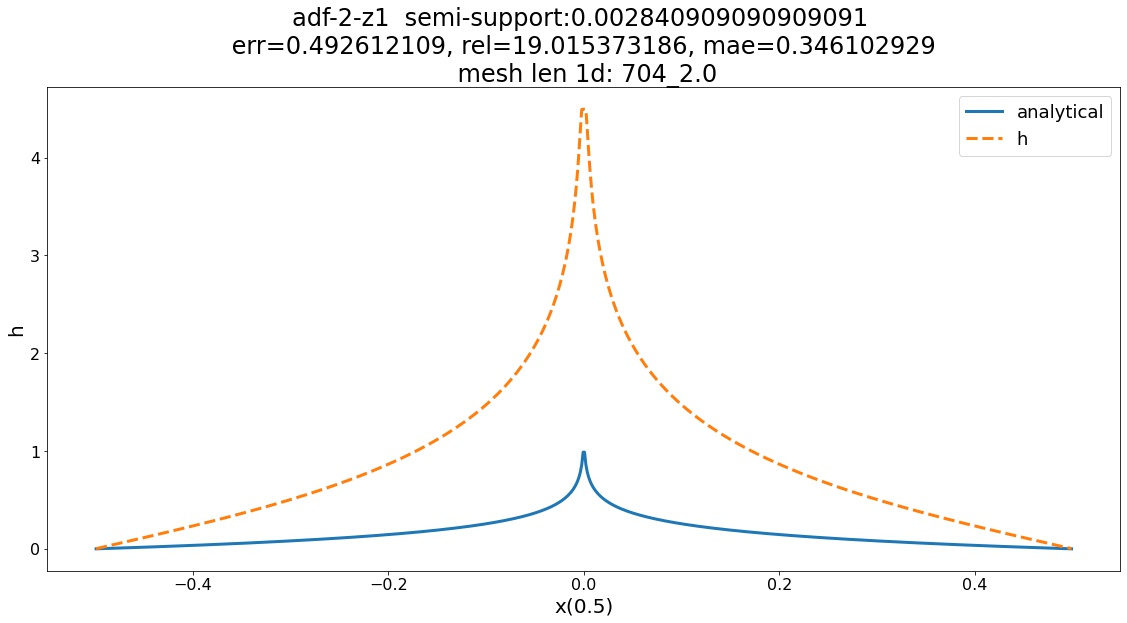 adf-2-z1  semi-support:0.002840909090909091
err=0.492612109, rel=19.015373186, mae=0.346102929
mesh len 1d: 704_2.0
analytical
h
h
4
3
2
1
0
−0.4
−0.2
0.0
0.2
0.4
x(0.5)